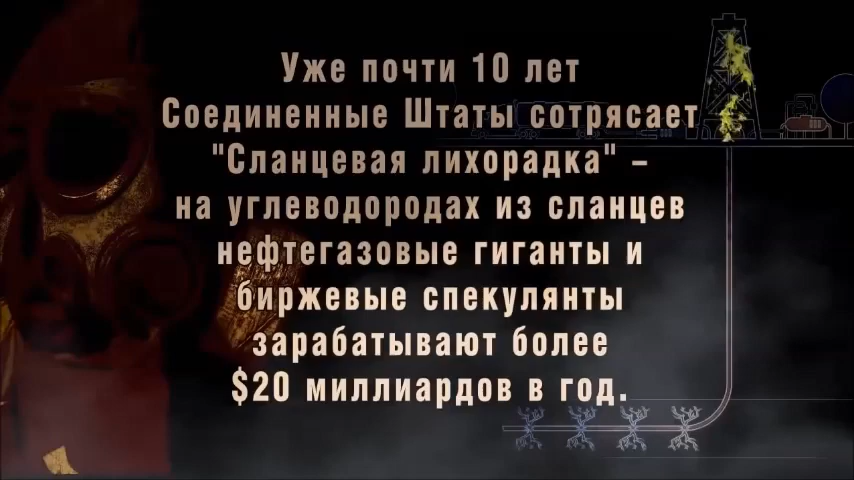 Уже почти 10 лет
Соединенные Штаты сотрясает
"Сланцевая лихорадка" –
на углеводородах из сланцев
нефтегазовые гиганты и
биржевые спекулянты
зарабатывают более
$20 миллиардов в год.